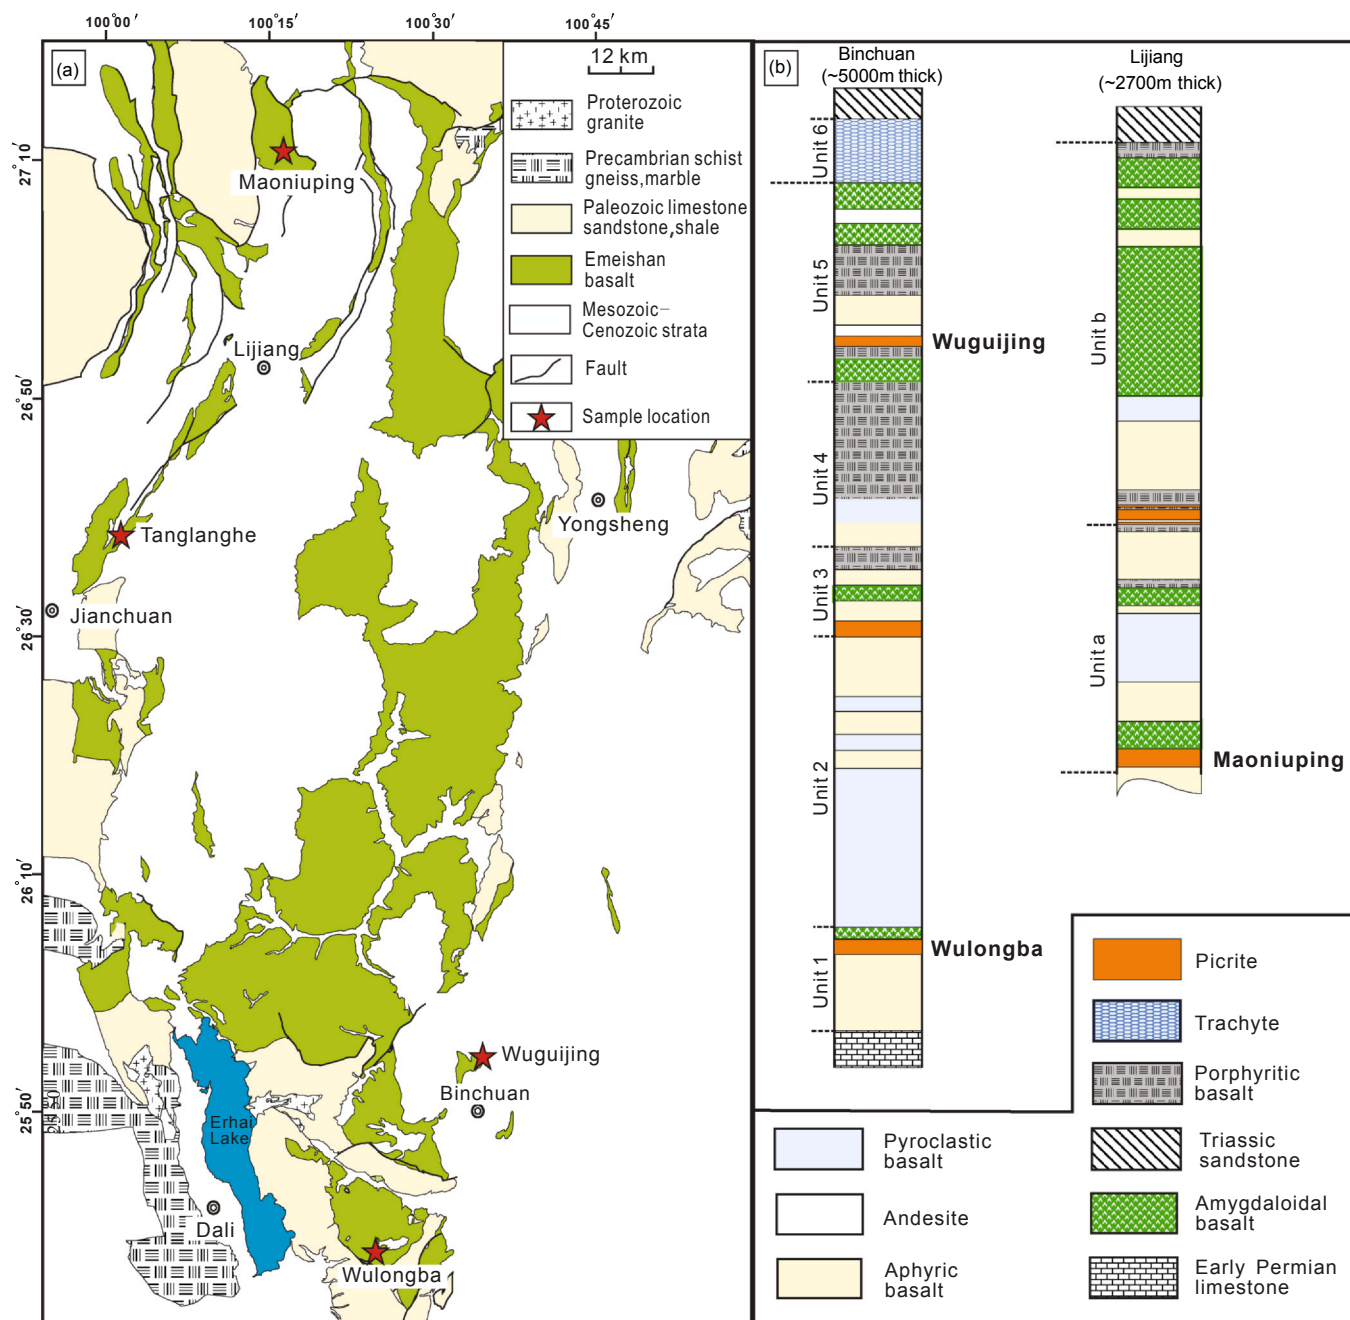 100°00′
100°15′
100°30′
100°45′
(a)
12 km
Proterozoic
granite
Precambrian schist
gneiss,marble
Paleozoic limestone
sandstone,shale
Emeishan
basalt
Mesozoic–
Cenozoic strata
Fault
Sample location
27°10′
26°50′
26°30′
26°10′
25°50′
Maoniuping
Lijiang
Tanglanghe
Yongsheng
Jianchuan
Wuguijing
Binchuan
Erhai
Lake
Dali
Wulongba
(b)
Binchuan
(~5000m thick)
Unit 6
Unit 5
Unit 4
Unit 3
Unit 2
Unit 1
Wuguijing
Wulongba
Lijiang
(~2700m thick)
Unit b
Unit a
Maoniuping
Picrite
Trachyte
Porphyritic
basalt
Triassic
sandstone
Amygdaloidal
basalt
Early Permian
limestone
Pyroclastic
basalt
Andesite
Aphyric
basalt